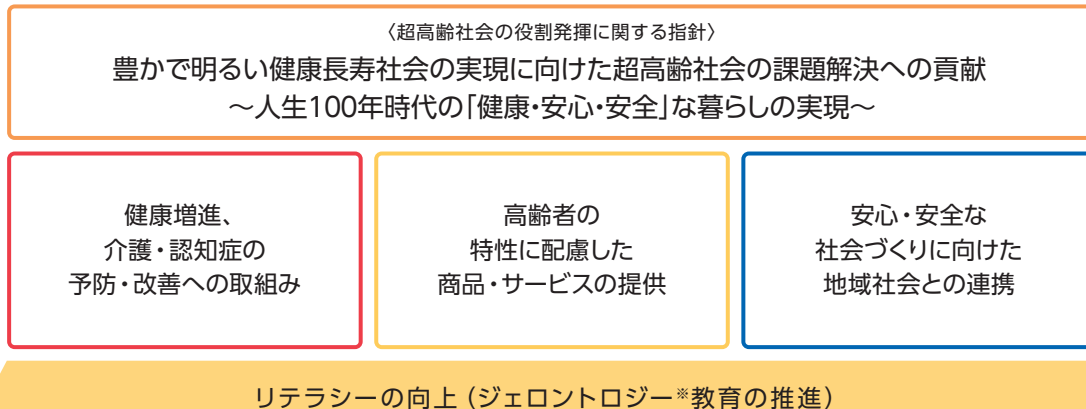 〈超高齢社会の役割発揮に関する指針〉
豊かで明るい健康長寿社会の実現に向けた超高齢社会の課題解決への貢献
～人生100年時代の「健康・安心・安全」な暮らしの実現～
健康増進、
介護・認知症の
予防・改善への取組み
高齢者の
特性に配慮した
商品・サービスの提供
安心・安全な
社会づくりに向けた
地域社会との連携
リテラシーの向上（ジェロントロジー※教育の推進）